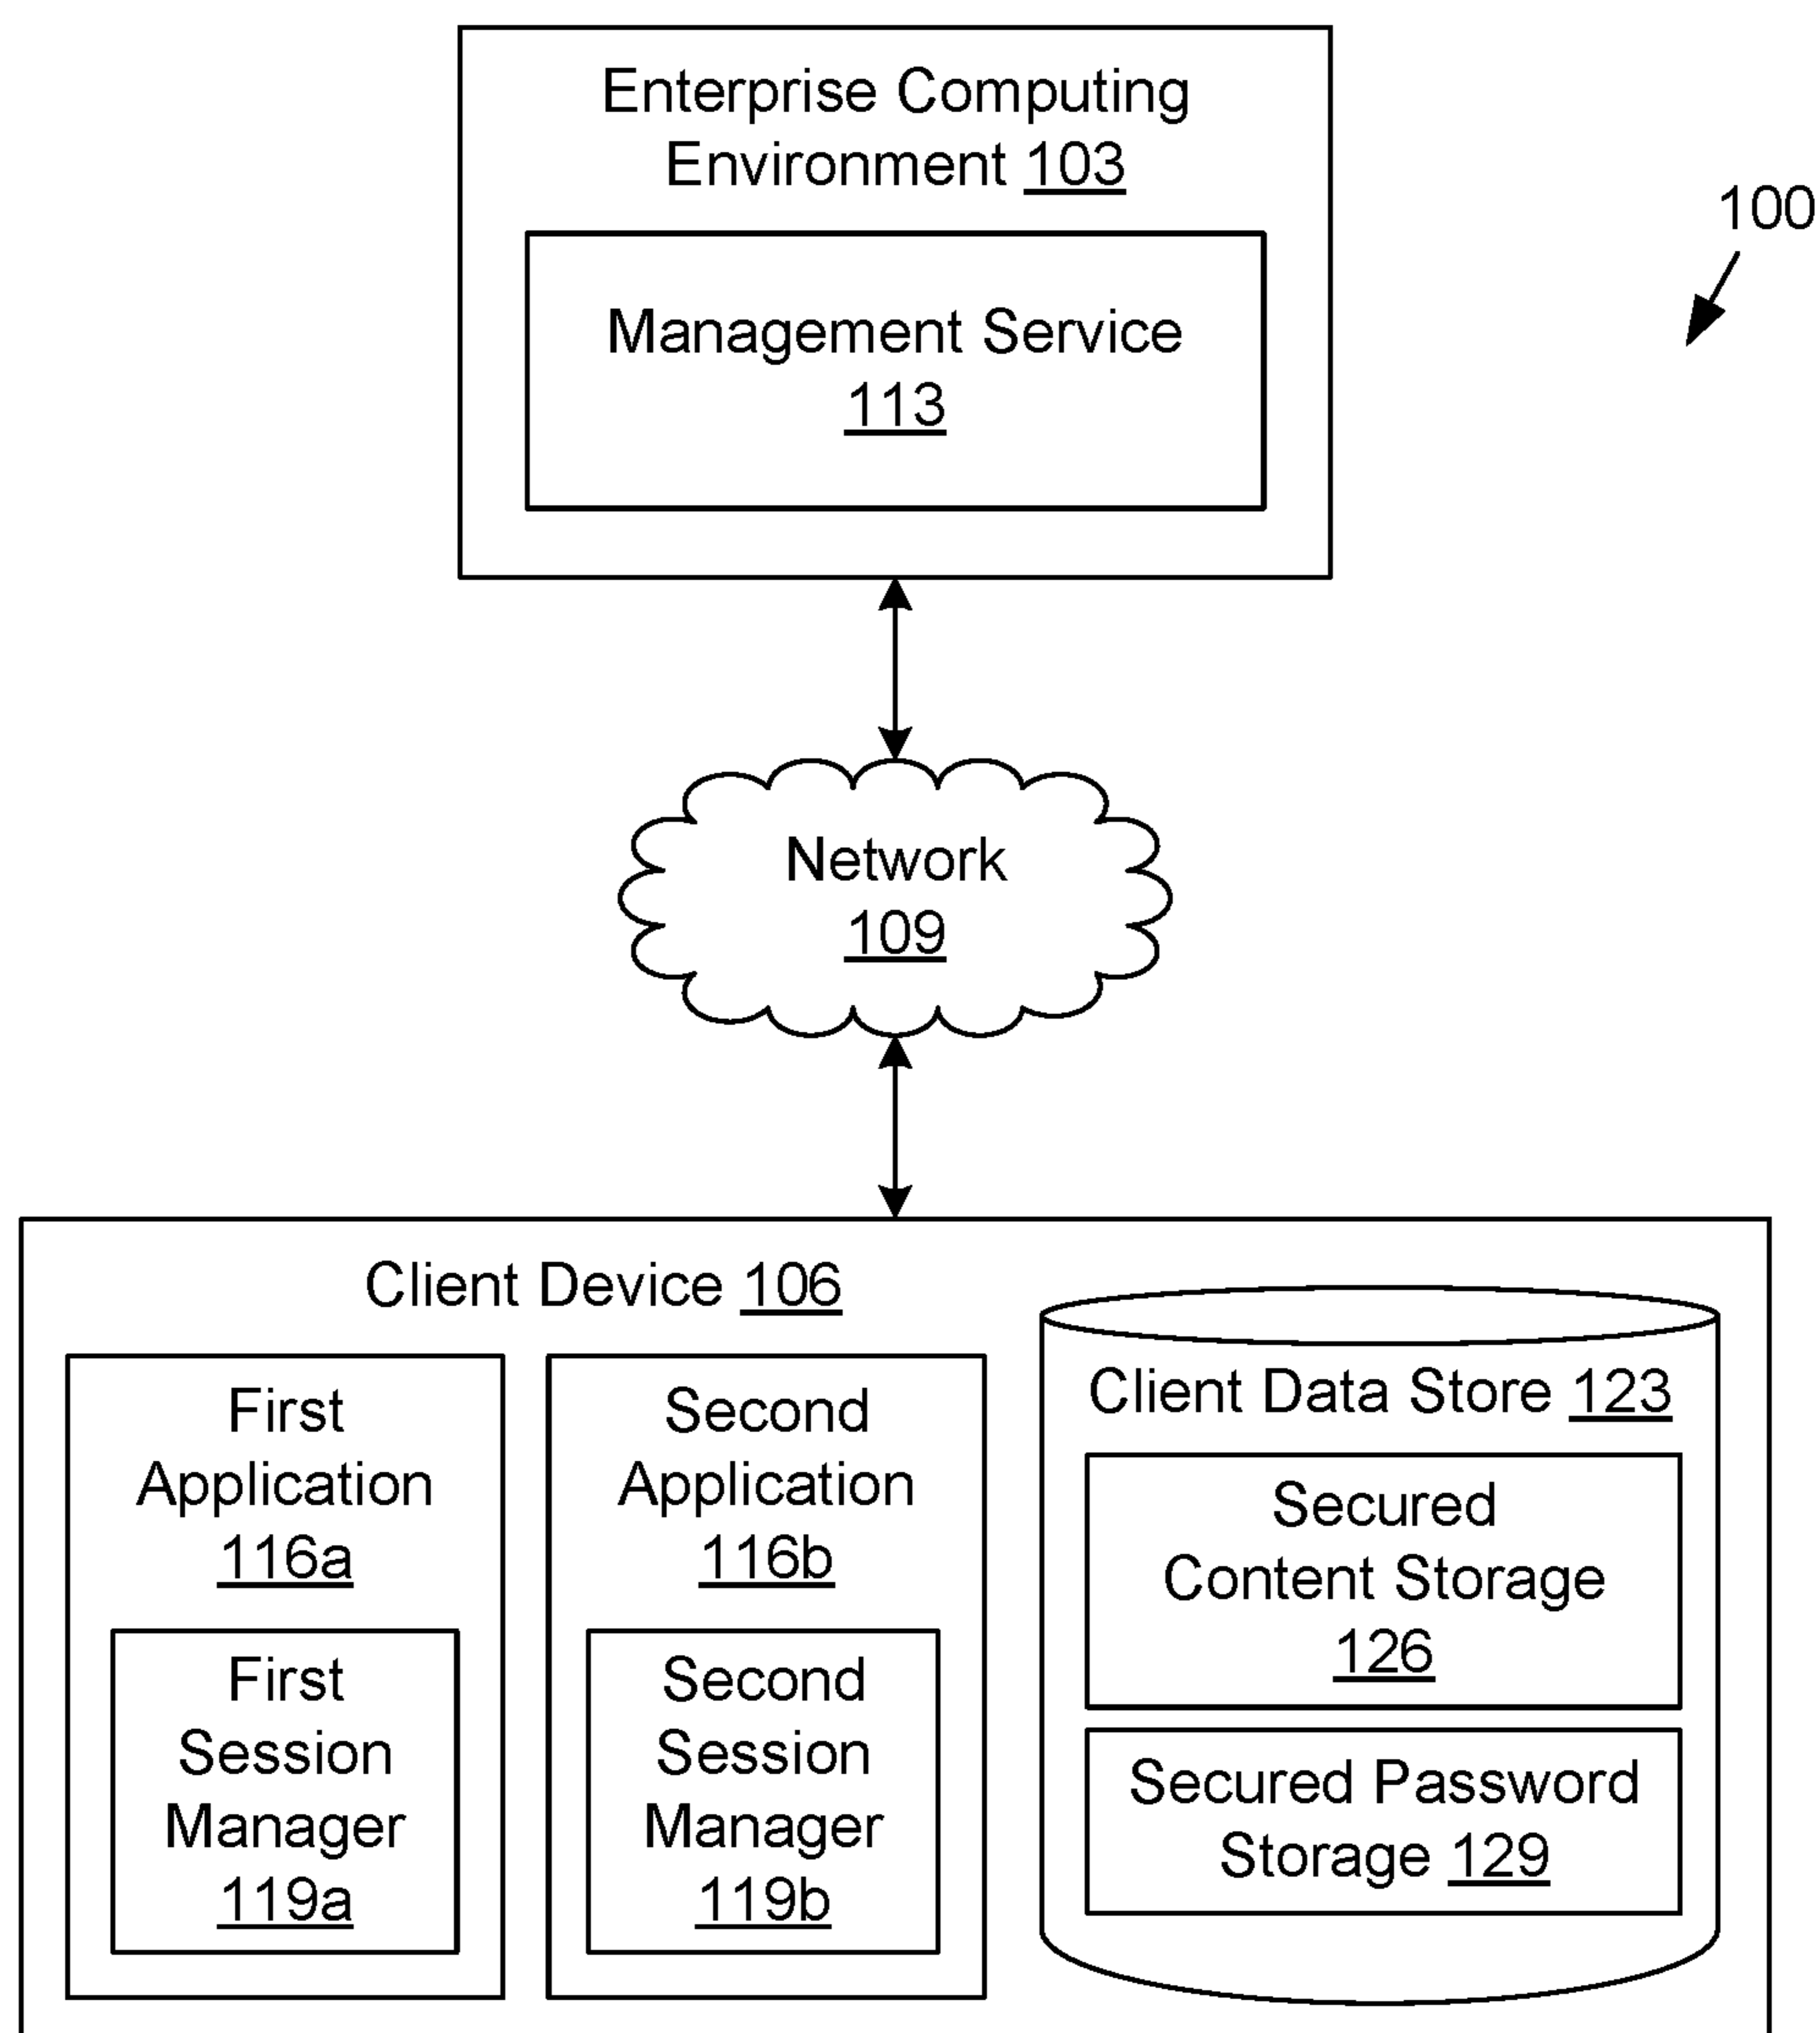 Enterprise Computing
Environment 103
Management Service
113
100
Network
109
Client Device 106
First
Application
116a
First
Session
Manager
119a
Second
Application
116b
Second
Session
Manager
119b
Client Data Store 123
Secured
Content Storage
126
Secured Password
Storage 129